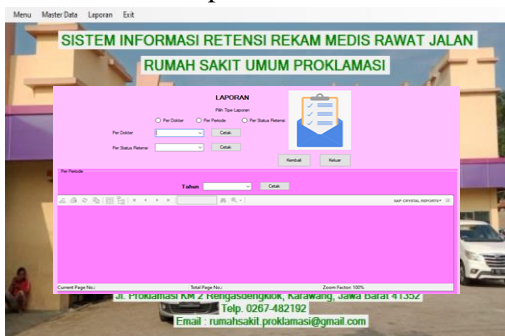 Menu Master Data Laporan Exit
SISTEM INFORMASI RETENSI REKAM MEDIS RAWAT JALAN
RUMAH SAKIT UMUM PROKLAMASI
LAPORAN
Pilih Tipe Laporan
Per Dokter Per Periode Per Status Retensi
Per Dokter Cetak
Per Status Retensi Cetak
Kembali Keluar
Per Periode
Tahun Cetak
SAP CRYSTAL REPORTS
Current Page No.: Total Page No.: Zoom Factor: 100%
Jl. Proklamasi KM 2 Rengasdengklok, Karawang, Jawa Barat 41352
Telp. 0267-482192
Email : rumahsakit.proklamasi@gmail.com